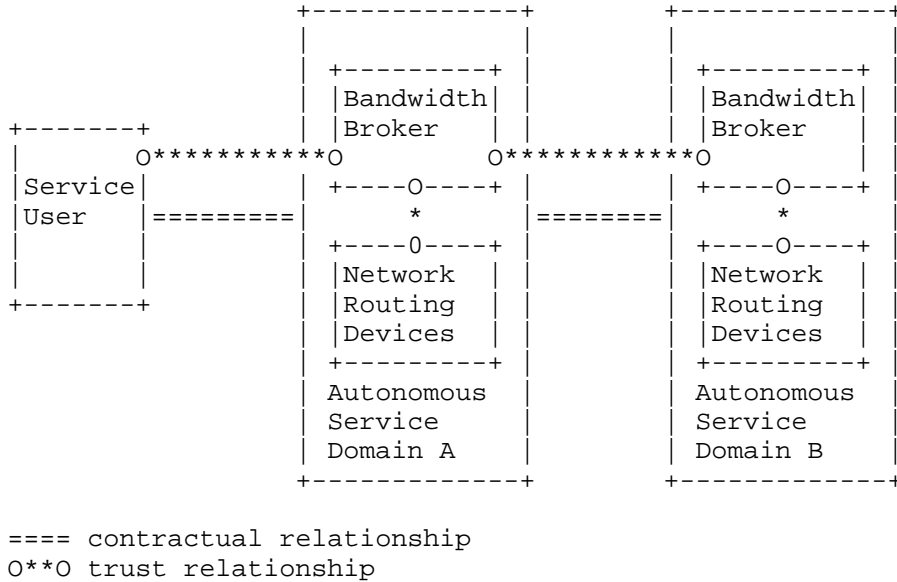 Bandwidth Broker
Bandwidth Broker
Service User
Network Routing Devices
Network Routing Devices
Autonomous Service Domain A
Autonomous Service Domain B
==== contractual relationship
O**O trust relationship